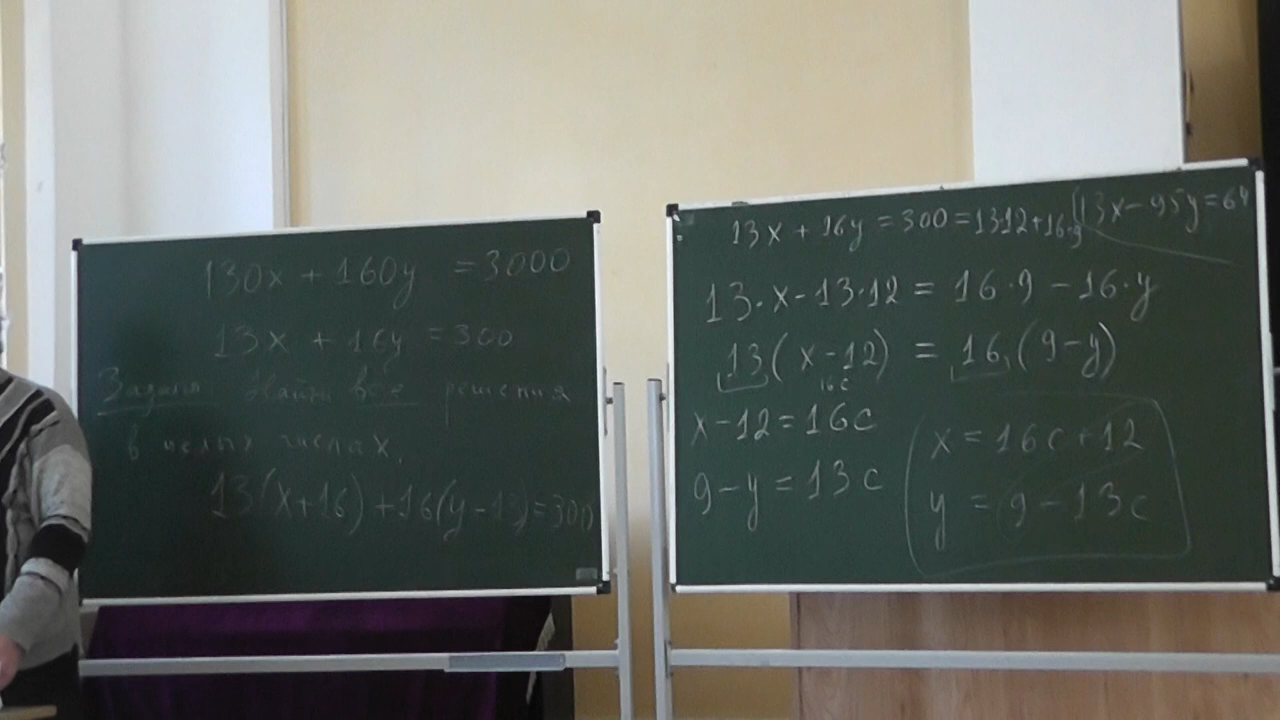 130x + 160y = 3000
13x + 16y = 300
Задача Найти все решения
в целых числах.
13(x+16) + 16(y-13) = 300
13x + 16y = 300 = 13·12 + 16·9
13x - 95y = 64
13·x - 13·12 = 16·9 - 16·y
13(x-12) = 16(9-y)
16c
x-12 = 16c
9-y = 13c
x = 16c + 12
y = 9 - 13c